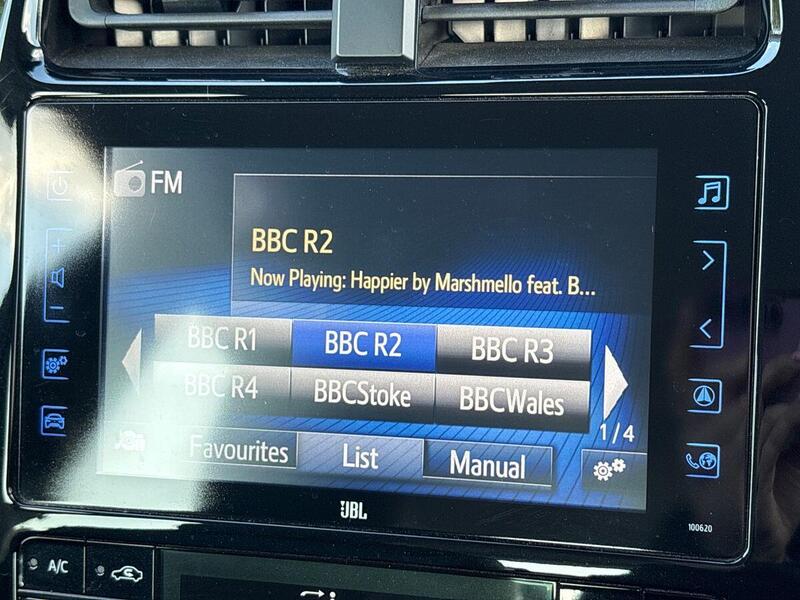 FM
BBC R2
Now Playing: Happier by Marshmello feat. B...
BBC R1 BBC R2 BBC R3
BBC R4 BBCStoke BBCWales
1/4
Favourites List Manual
JBL
100620
A/C